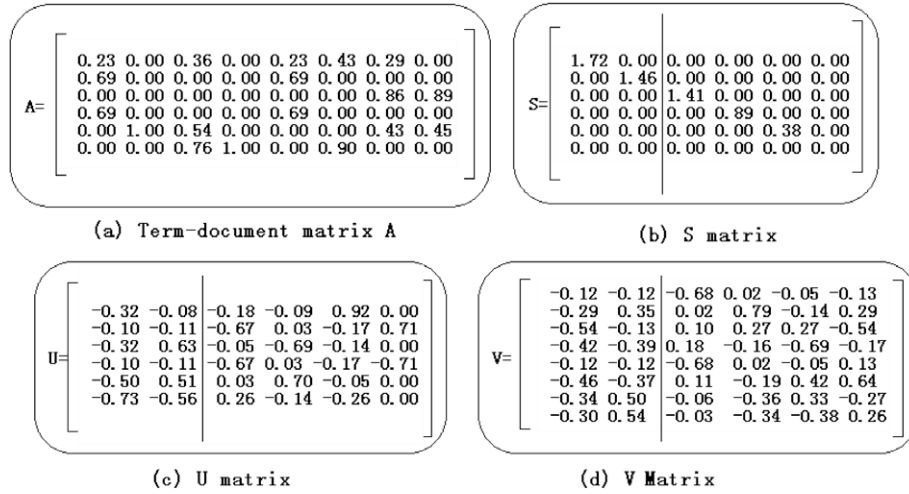 A=
0.23 0.00 0.36 0.00 0.23 0.43 0.29 0.00
0.69 0.00 0.00 0.00 0.69 0.00 0.00 0.00
0.00 0.00 0.00 0.00 0.00 0.00 0.86 0.89
0.69 0.00 0.00 0.00 0.69 0.00 0.00 0.00
0.00 1.00 0.54 0.00 0.00 0.00 0.43 0.45
0.00 0.00 0.76 1.00 0.00 0.90 0.00 0.00
(a) Term-document matrix A
S=
1.72 0.00 0.00 0.00 0.00 0.00
0.00 1.46 0.00 0.00 0.00 0.00
0.00 0.00 1.41 0.00 0.00 0.00
0.00 0.00 0.00 0.89 0.00 0.00
0.00 0.00 0.00 0.00 0.38 0.00
0.00 0.00 0.00 0.00 0.00 0.00
(b) S matrix
U=
-0.32 -0.08 -0.18 -0.09 0.92 0.00
-0.10 -0.11 -0.67 0.03 -0.17 0.71
-0.32 0.63 -0.05 -0.69 -0.14 0.00
-0.10 -0.11 -0.67 0.03 -0.17 -0.71
-0.50 0.51 0.03 0.70 -0.05 0.00
-0.73 -0.56 0.26 -0.14 -0.26 0.00
(c) U matrix
V=
-0.12 -0.12 -0.68 0.02 -0.05 -0.13
-0.29 0.35 0.02 0.79 -0.14 0.29
-0.54 -0.13 0.10 0.27 0.27 -0.54
-0.42 -0.39 0.18 -0.16 -0.69 -0.17
-0.12 -0.12 -0.68 0.02 -0.05 0.13
-0.46 -0.37 0.11 -0.19 0.42 0.64
-0.34 0.50 -0.06 -0.36 0.33 -0.27
-0.30 0.54 -0.03 -0.34 -0.38 0.26
(d) V Matrix